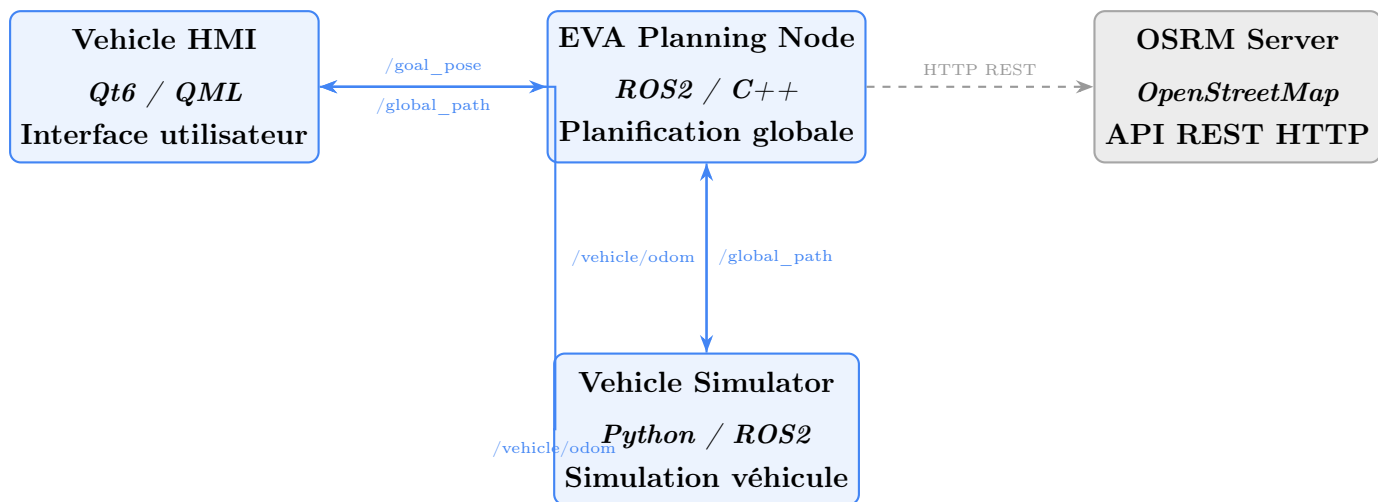 Vehicle HMI
Qt6 / QML
Interface utilisateur
/goal_pose
/global_path
EVA Planning Node
ROS2 / C++
Planification globale
HTTP REST
OSRM Server
OpenStreetMap
API REST HTTP
/vehicle/odom
/global_path
Vehicle Simulator
Python / ROS2
Simulation véhicule
/vehicle/odom